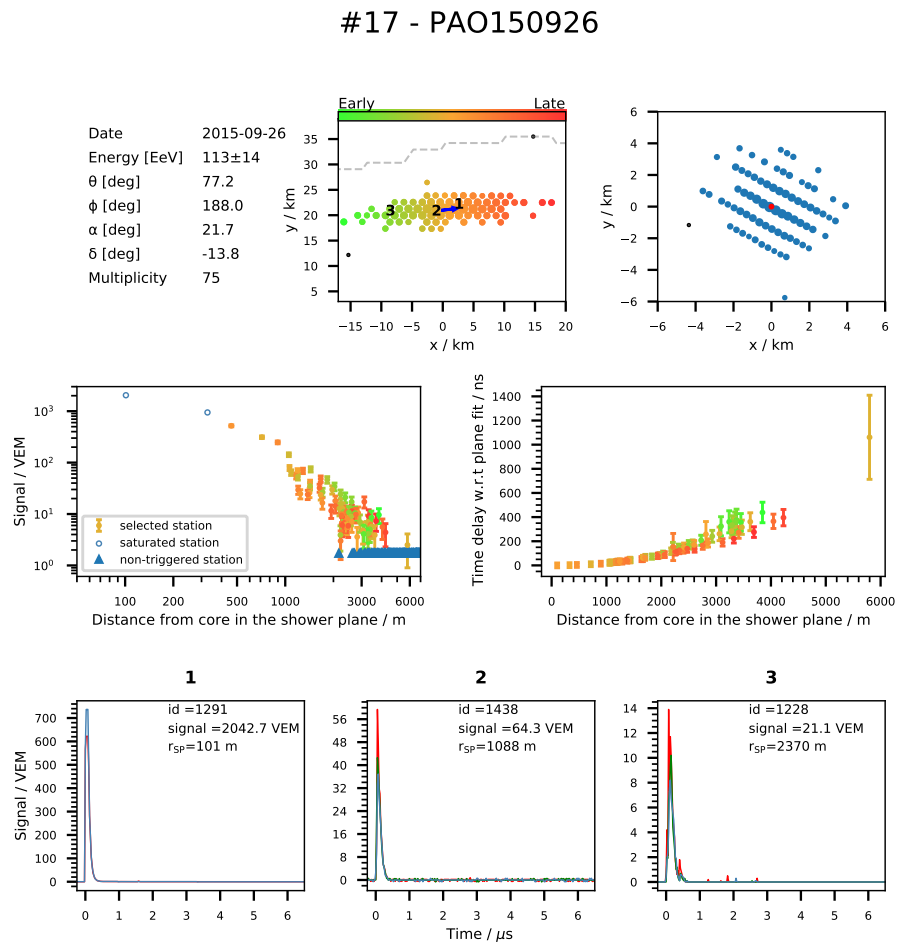 #17 - PAO150926
Date 2015-09-26
Energy [EeV] 113±14
θ [deg] 77.2
ϕ [deg] 188.0
α [deg] 21.7
δ [deg] -13.8
Multiplicity 75
Early Late
35
30
25
20
15
10
5
y / km
3 2 1
−15 −10 −5 0 5 10 15 20
x / km
6
4
2
0
−2
−4
−6
y / km
−6 −4 −2 0 2 4 6
x / km
10³
10²
10¹
10⁰
Signal / VEM
selected station
saturated station
non-triggered station
100 200 500 1000 3000 6000
Distance from core in the shower plane / m
1400
1200
1000
800
600
400
200
0
Time delay w.r.t plane fit / ns
0 1000 2000 3000 4000 5000 6000
Distance from core in the shower plane / m
1
id =1291
signal =2042.7 VEM
rSP=101 m
700
600
500
400
300
200
100
0
Signal / VEM
0 1 2 3 4 5 6
2
id =1438
signal =64.3 VEM
rSP=1088 m
56
48
40
32
24
16
8
0
0 1 2 3 4 5 6
Time / μs
3
id =1228
signal =21.1 VEM
rSP=2370 m
14
12
10
8
6
4
2
0
0 1 2 3 4 5 6